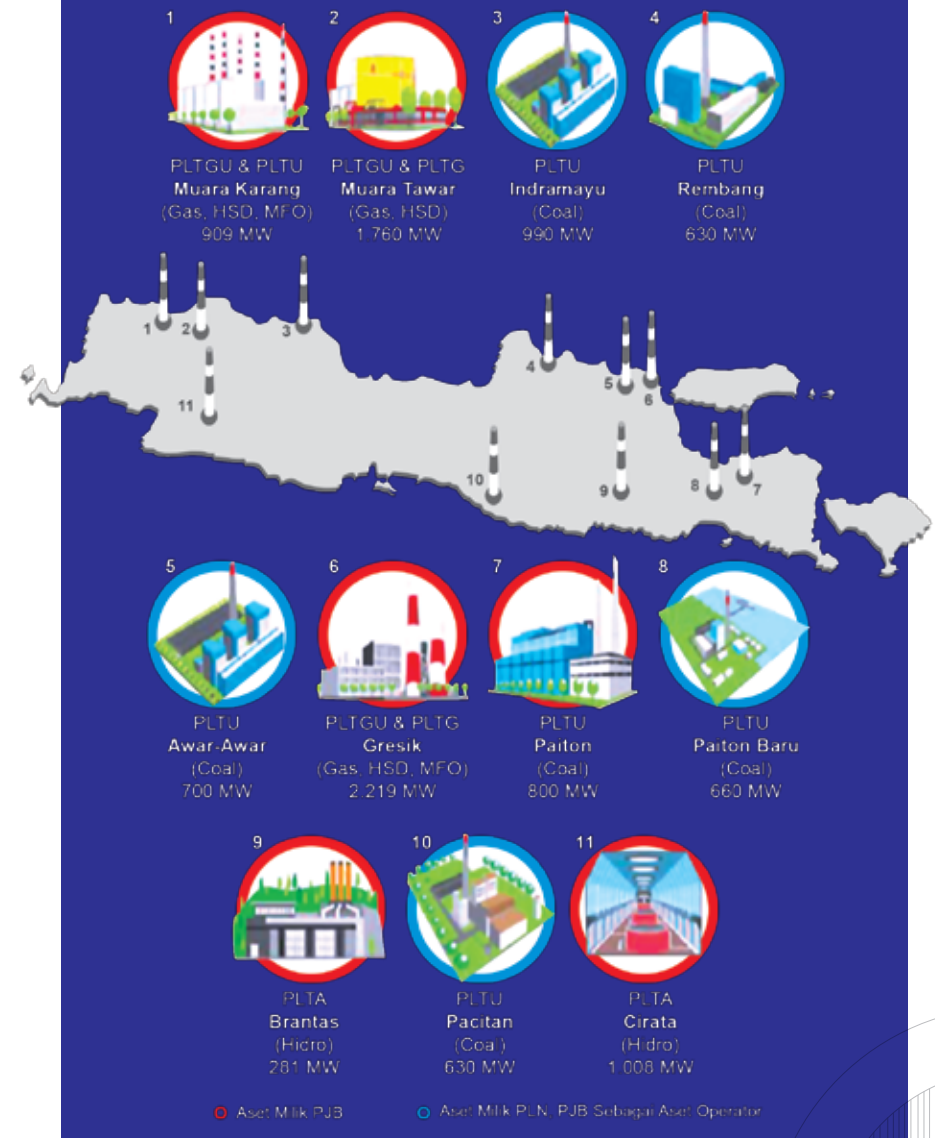 1
PLTGU & PLTU
Muara Karang
(Gas, HSD, MFO)
909 MW
2
PLTGU & PLTG
Muara Tawar
(Gas, HSD)
1.760 MW
3
PLTU
Indramayu
(Coal)
990 MW
4
PLTU
Rembang
(Coal)
630 MW
1
2
3
4
5
6
11
10
9
8
7
5
PLTU
Awar-Awar
(Coal)
700 MW
6
PLTGU & PLTG
Gresik
(Gas, HSD, MFO)
2.219 MW
7
PLTU
Paiton
(Coal)
800 MW
8
PLTU
Paiton Baru
(Coal)
660 MW
9
PLTA
Brantas
(Hidro)
281 MW
10
PLTU
Pacitan
(Coal)
630 MW
11
PLTA
Cirata
(Hidro)
1.008 MW
Aset Milik PJB
Aset Milik PLN, PJB Sebagai Aset Operator